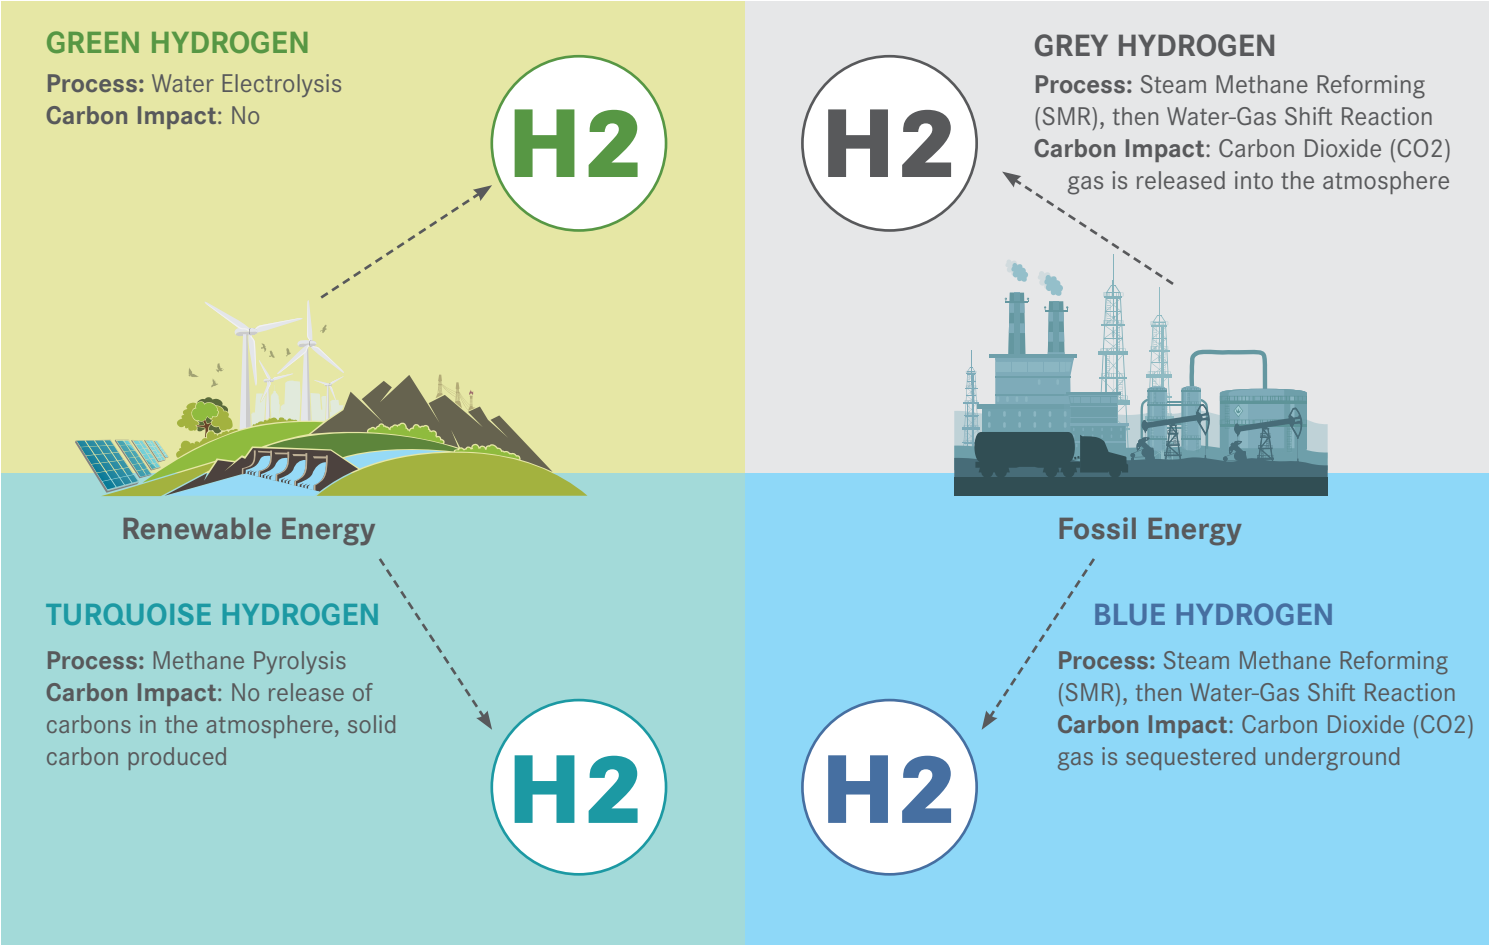 GREEN HYDROGEN
Process: Water Electrolysis
Carbon Impact: No
H2
GREY HYDROGEN
Process: Steam Methane Reforming
(SMR), then Water-Gas Shift Reaction
Carbon Impact: Carbon Dioxide (CO2)
gas is released into the atmosphere
H2
Renewable Energy
Fossil Energy
TURQUOISE HYDROGEN
Process: Methane Pyrolysis
Carbon Impact: No release of
carbons in the atmosphere, solid
carbon produced
H2
BLUE HYDROGEN
Process: Steam Methane Reforming
(SMR), then Water-Gas Shift Reaction
Carbon Impact: Carbon Dioxide (CO2)
gas is sequestered underground
H2